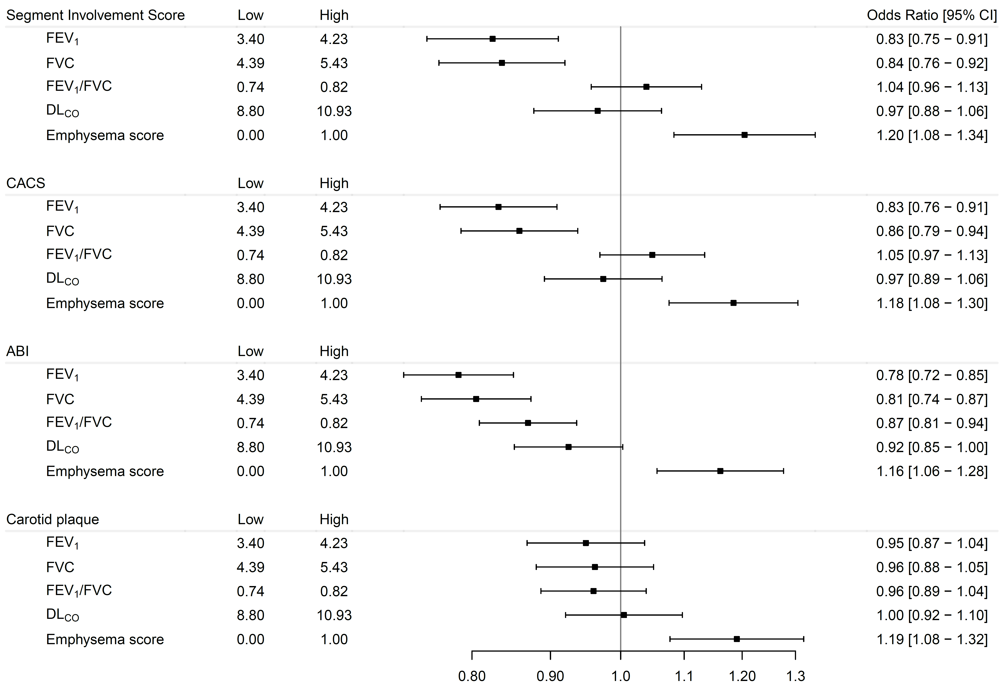 Segment Involvement Score Low High Odds Ratio [95% CI]
FEV₁ 3.40 4.23 0.83 [0.75 − 0.91]
FVC 4.39 5.43 0.84 [0.76 − 0.92]
FEV₁/FVC 0.74 0.82 1.04 [0.96 − 1.13]
DL_CO 8.80 10.93 0.97 [0.88 − 1.06]
Emphysema score 0.00 1.00 1.20 [1.08 − 1.34]
CACS Low High
FEV₁ 3.40 4.23 0.83 [0.76 − 0.91]
FVC 4.39 5.43 0.86 [0.79 − 0.94]
FEV₁/FVC 0.74 0.82 1.05 [0.97 − 1.13]
DL_CO 8.80 10.93 0.97 [0.89 − 1.06]
Emphysema score 0.00 1.00 1.18 [1.08 − 1.30]
ABI Low High
FEV₁ 3.40 4.23 0.78 [0.72 − 0.85]
FVC 4.39 5.43 0.81 [0.74 − 0.87]
FEV₁/FVC 0.74 0.82 0.87 [0.81 − 0.94]
DL_CO 8.80 10.93 0.92 [0.85 − 1.00]
Emphysema score 0.00 1.00 1.16 [1.06 − 1.28]
Carotid plaque Low High
FEV₁ 3.40 4.23 0.95 [0.87 − 1.04]
FVC 4.39 5.43 0.96 [0.88 − 1.05]
FEV₁/FVC 0.74 0.82 0.96 [0.89 − 1.04]
DL_CO 8.80 10.93 1.00 [0.92 − 1.10]
Emphysema score 0.00 1.00 1.19 [1.08 − 1.32]
0.80 0.90 1.0 1.1 1.20 1.3